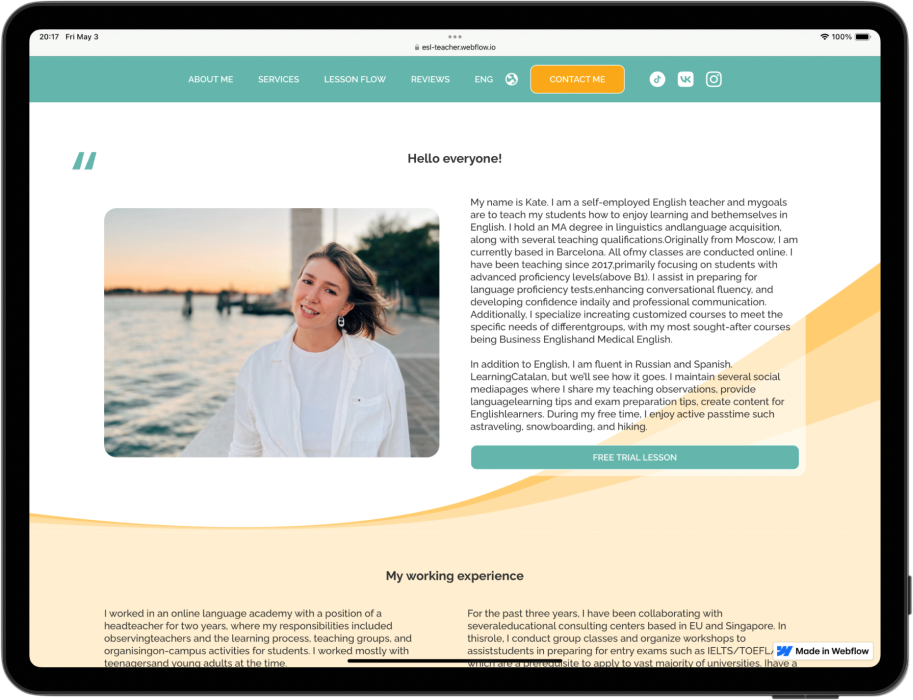 20:17 Fri May 3
100%
esl-teacher.webflow.io
ABOUT ME SERVICES LESSON FLOW REVIEWS ENG CONTACT ME
Hello everyone!
My name is Kate. I am a self-employed English teacher and mygoals
are to teach my students how to enjoy learning and bethemselves in
English. I hold an MA degree in linguistics andlanguage acquisition,
along with several teaching qualifications.Originally from Moscow, I am
currently based in Barcelona. All ofmy classes are conducted online. I
have been teaching since 2017,primarily focusing on students with
advanced proficiency levels(above B1). I assist in preparing for
language proficiency tests,enhancing conversational fluency, and
developing confidence indaily and professional communication.
Additionally, I specialize increating customized courses to meet the
specific needs of differentgroups, with my most sought-after courses
being Business Englishand Medical English.
In addition to English, I am fluent in Russian and Spanish.
LearningCatalan, but we'll see how it goes. I maintain several social
mediapages where I share my teaching observations, provide
languagelearning tips and exam preparation tips, create content for
Englishlearners. During my free time, I enjoy active passtime such
astraveling, snowboarding, and hiking.
FREE TRIAL LESSON
My working experience
I worked in an online language academy with a position of a
headteacher for two years, where my responsibilities included
observingteachers and the learning process, teaching groups, and
organisingon-campus activities for students. I worked mostly with
teenagersand young adults at the time.
For the past three years, I have been collaborating with
severaleducational consulting centers based in EU and Singapore. In
thisrole, I conduct group classes and organize workshops to
assiststudents in preparing for entry exams such as IELTS/TOEFL/
which are a prerequisite to apply to vast majority of universities. Ihave a
Made in Webflow